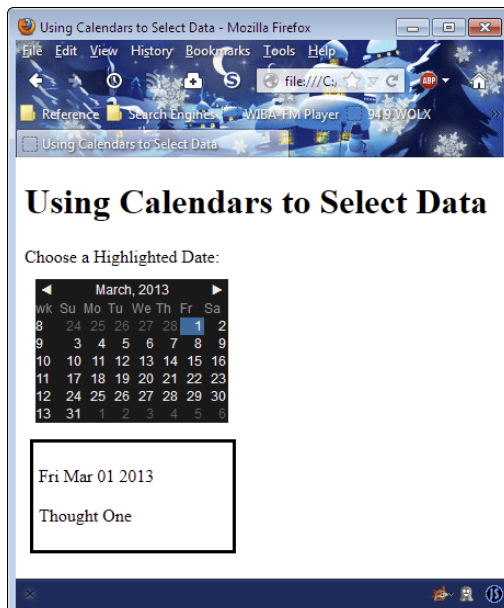 Using Calendars to Select Data - Mozilla Firefox
File Edit View History Bookmarks Tools Help
file:///C:/
ABP
Reference Search Engines WIBA-FM Player 94.9 WOLX
Using Calendars to Select Data
Using Calendars to Select Data
Choose a Highlighted Date:
March, 2013
wk Su Mo Tu We Th Fr Sa
8 24 25 26 27 28 1 2
9 3 4 5 6 7 8 9
10 10 11 12 13 14 15 16
11 17 18 19 20 21 22 23
12 24 25 26 27 28 29 30
13 31 1 2 3 4 5 6
Fri Mar 01 2013
Thought One